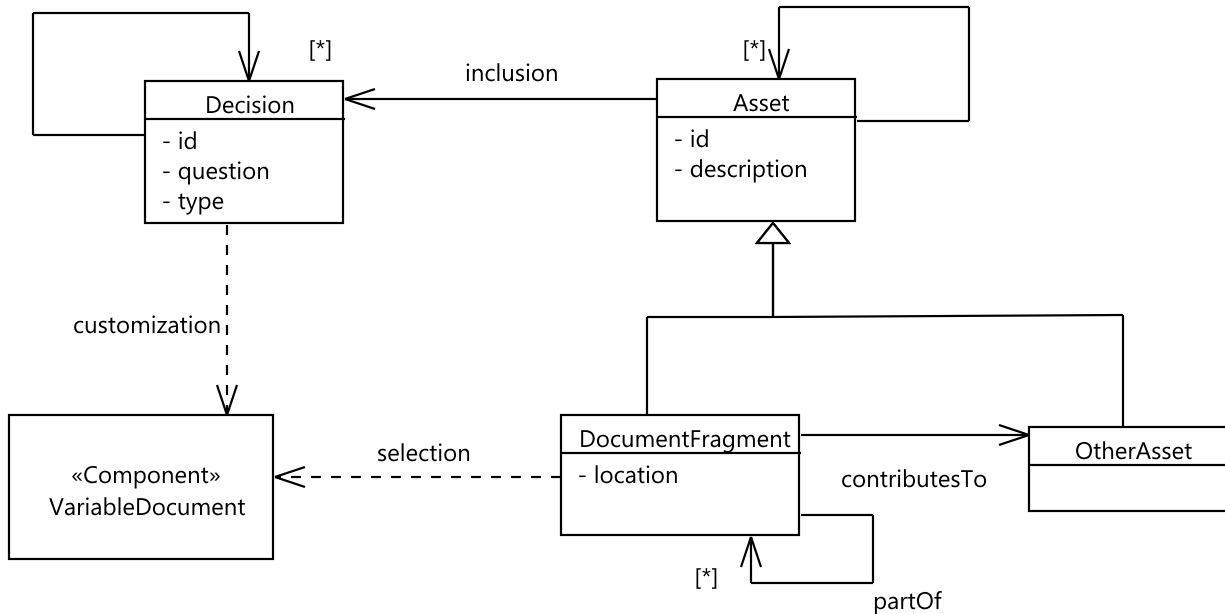 [*]
[*]
inclusion
Decision
- id
- question
- type
Asset
- id
- description
customization
«Component»
VariableDocument
selection
DocumentFragment
- location
contributesTo
OtherAsset
[*]
partOf